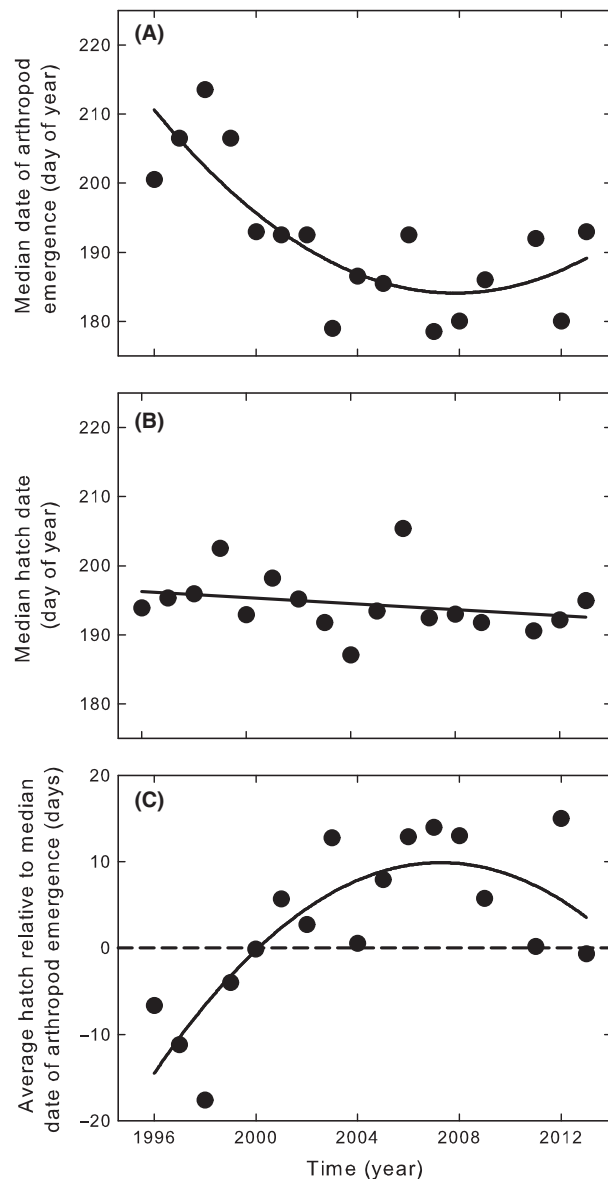 (A)
220
210
200
190
180
Median date of arthropod
emergence (day of year)
(B)
220
210
200
190
180
Median hatch date
(day of year)
(C)
20
10
0
−10
−20
Average hatch relative to median
date of arthropod emergence (days)
1996 2000 2004 2008 2012
Time (year)